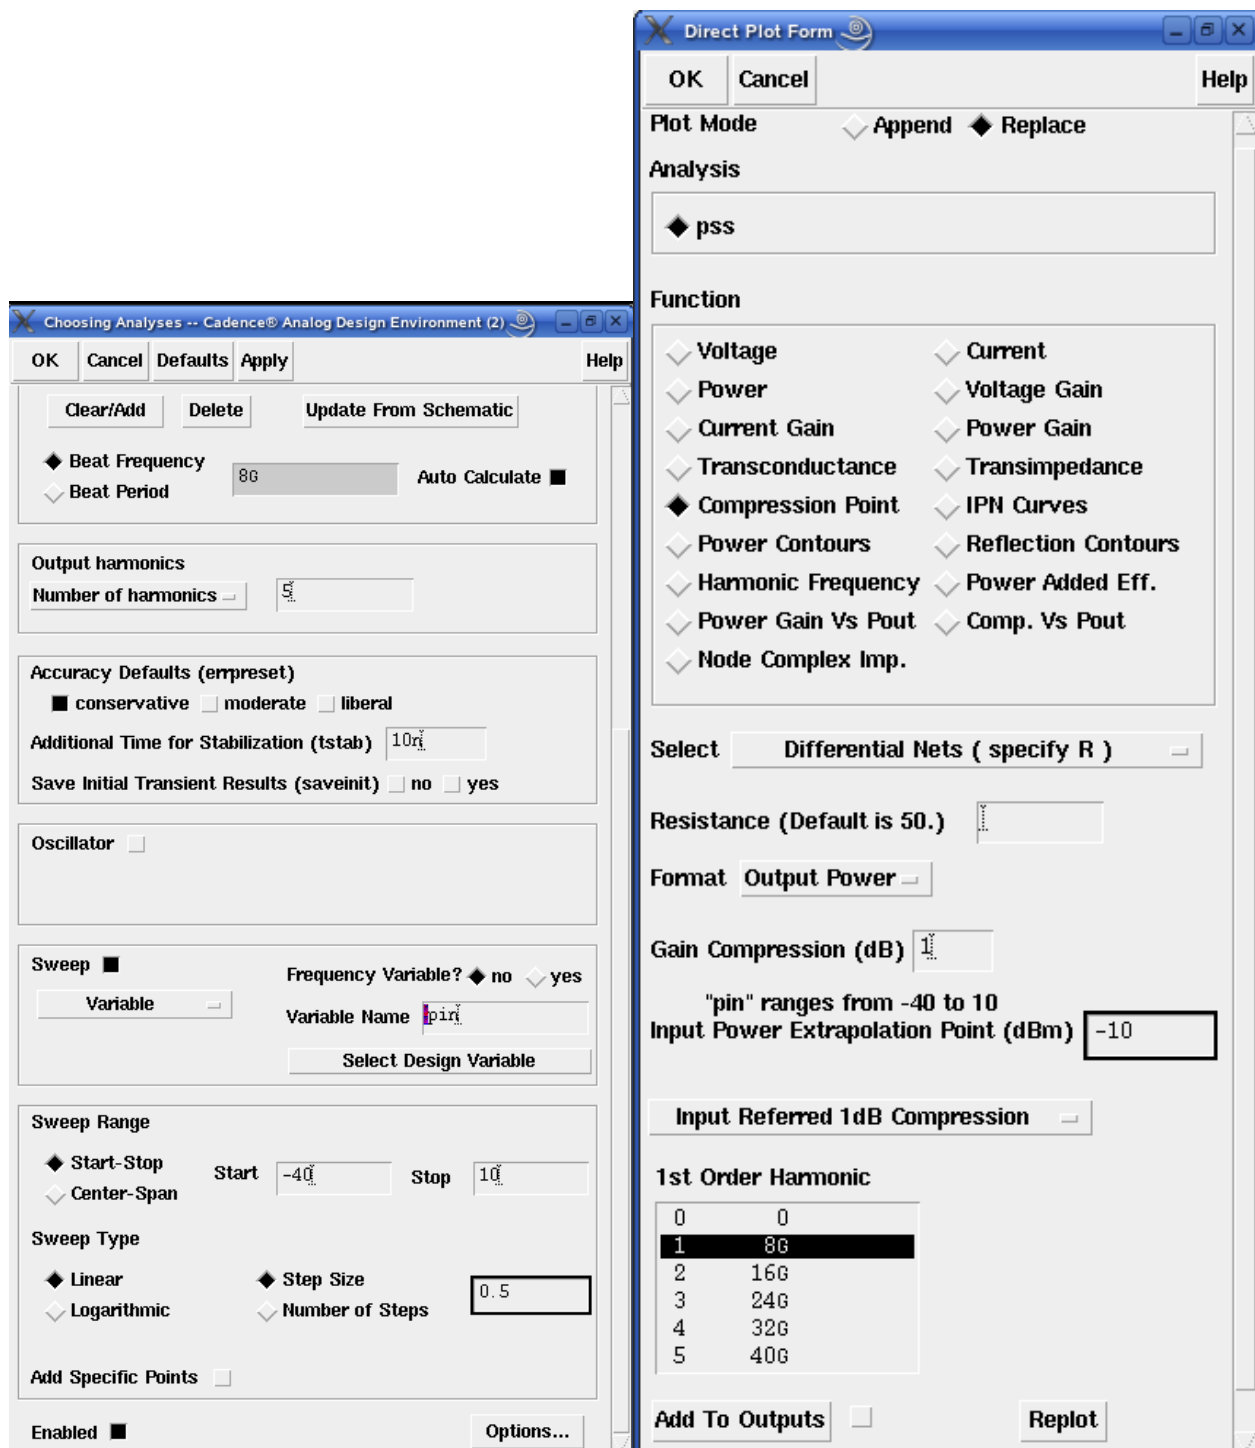 Choosing Analyses -- Cadence® Analog Design Environment (2)
OK Cancel Defaults Apply Help
Clear/Add Delete Update From Schematic
Beat Frequency
8G
Auto Calculate
Beat Period
Output harmonics
Number of harmonics 5
Accuracy Defaults (errpreset)
conservative moderate liberal
Additional Time for Stabilization (tstab) 10n
Save Initial Transient Results (saveinit) no yes
Oscillator
Sweep
Frequency Variable? no yes
Variable
Variable Name pin
Select Design Variable
Sweep Range
Start-Stop
Start -40 Stop 10
Center-Span
Sweep Type
Linear Step Size
0.5
Logarithmic Number of Steps
Add Specific Points
Enabled Options...
Direct Plot Form
OK Cancel Help
Plot Mode Append Replace
Analysis
pss
Function
Voltage Current
Power Voltage Gain
Current Gain Power Gain
Transconductance Transimpedance
Compression Point IPN Curves
Power Contours Reflection Contours
Harmonic Frequency Power Added Eff.
Power Gain Vs Pout Comp. Vs Pout
Node Complex Imp.
Select Differential Nets ( specify R )
Resistance (Default is 50.)
Format Output Power
Gain Compression (dB) 1
"pin" ranges from -40 to 10
Input Power Extrapolation Point (dBm) -10
Input Referred 1dB Compression
1st Order Harmonic
0 0
1 8G
2 16G
3 24G
4 32G
5 40G
Add To Outputs Replot